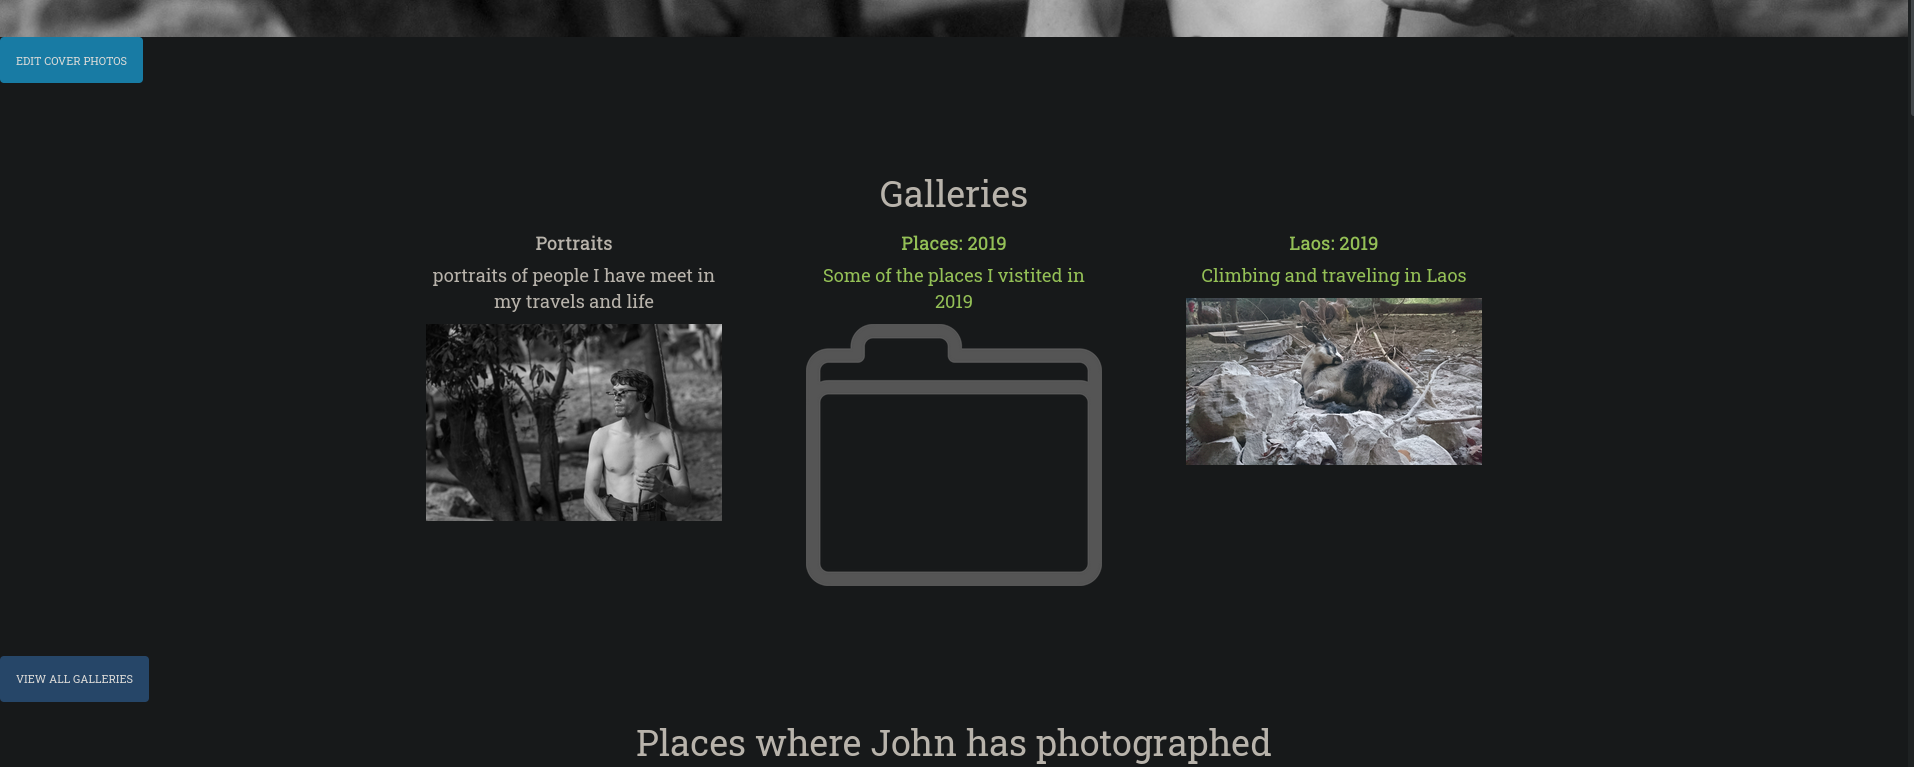 EDIT COVER PHOTOS
Galleries
Portraits
portraits of people I have meet in
my travels and life
Places: 2019
Some of the places I vistited in
2019
Laos: 2019
Climbing and traveling in Laos
VIEW ALL GALLERIES
Places where John has photographed